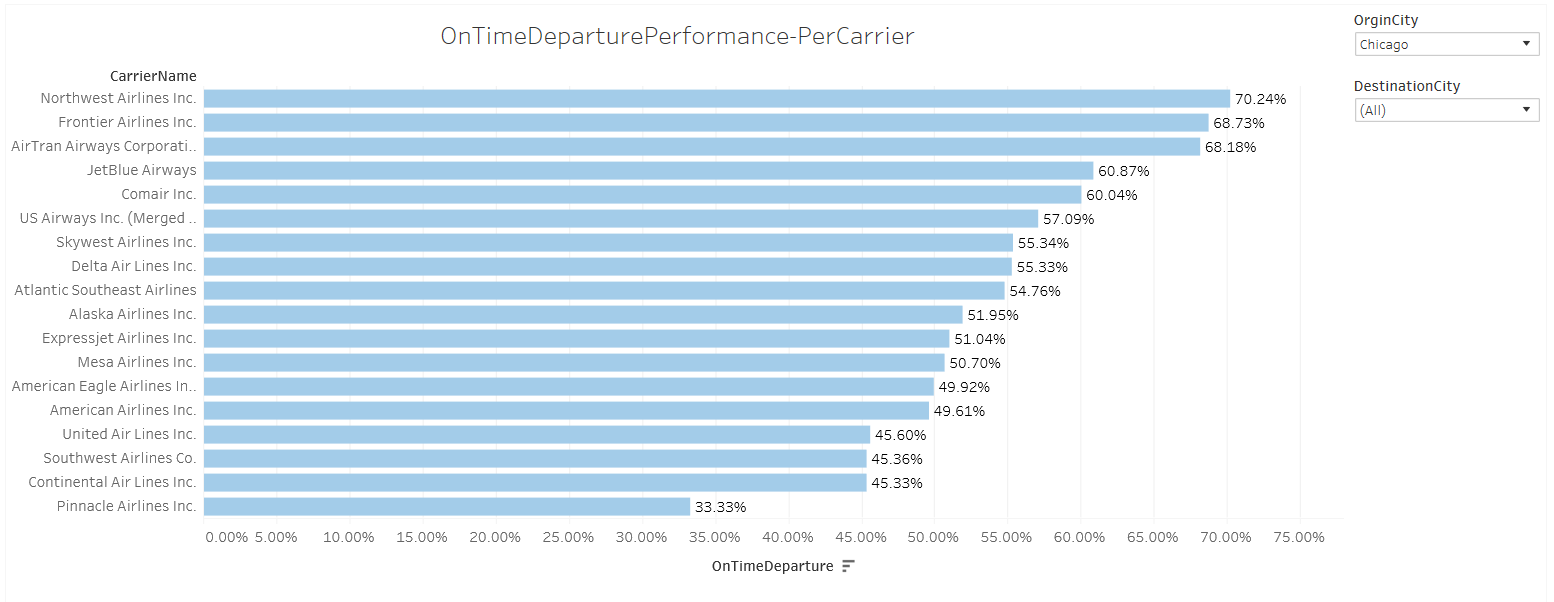 OnTimeDeparturePerformance-PerCarrier
OrginCity
Chicago
DestinationCity
(All)
CarrierName
Northwest Airlines Inc. 70.24%
Frontier Airlines Inc. 68.73%
AirTran Airways Corporati.. 68.18%
JetBlue Airways 60.87%
Comair Inc. 60.04%
US Airways Inc. (Merged .. 57.09%
Skywest Airlines Inc. 55.34%
Delta Air Lines Inc. 55.33%
Atlantic Southeast Airlines 54.76%
Alaska Airlines Inc. 51.95%
Expressjet Airlines Inc. 51.04%
Mesa Airlines Inc. 50.70%
American Eagle Airlines In.. 49.92%
American Airlines Inc. 49.61%
United Air Lines Inc. 45.60%
Southwest Airlines Co. 45.36%
Continental Air Lines Inc. 45.33%
Pinnacle Airlines Inc. 33.33%
0.00% 5.00% 10.00% 15.00% 20.00% 25.00% 30.00% 35.00% 40.00% 45.00% 50.00% 55.00% 60.00% 65.00% 70.00% 75.00%
OnTimeDeparture